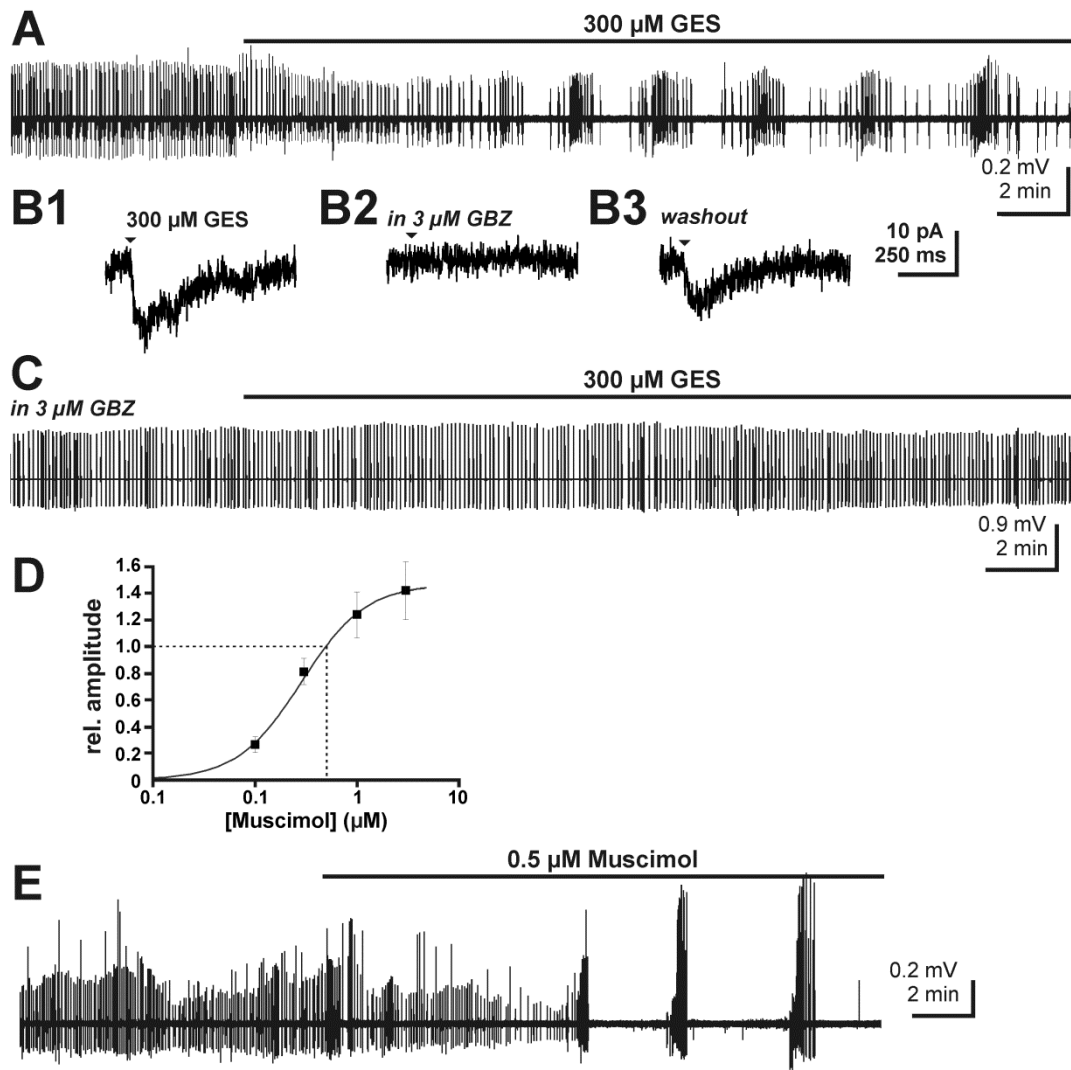 A
300 µM GES
0.2 mV
2 min
B1
300 µM GES
B2
in 3 µM GBZ
B3
washout
10 pA
250 ms
C
300 µM GES
in 3 µM GBZ
0.9 mV
2 min
D
1.6
1.4
1.2
1.0
0.8
0.6
0.4
0.2
0
rel. amplitude
0.1
0.1
1
10
[Muscimol] (µM)
E
0.5 µM Muscimol
0.2 mV
2 min